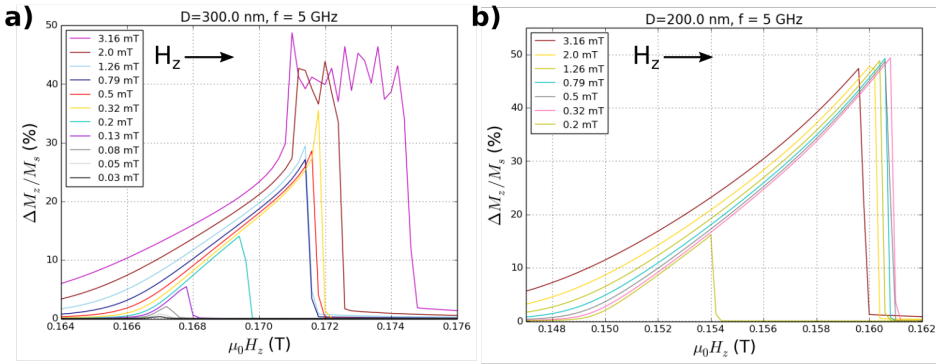 a)
D=300.0 nm, f = 5 GHz
50
40
30
20
10
0
ΔM_z/M_s (%)
3.16 mT
2.0 mT
1.26 mT
0.79 mT
0.5 mT
0.32 mT
0.2 mT
0.13 mT
0.08 mT
0.05 mT
0.03 mT
H_z
0.164 0.166 0.168 0.170 0.172 0.174 0.176
μ_0H_z (T)
b)
D=200.0 nm, f = 5 GHz
50
40
30
20
10
0
ΔM_z/M_s (%)
3.16 mT
2.0 mT
1.26 mT
0.79 mT
0.5 mT
0.32 mT
0.2 mT
H_z
0.148 0.150 0.152 0.154 0.156 0.158 0.160 0.162
μ_0H_z (T)